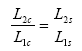 L2c / L1c = L2s / L1s